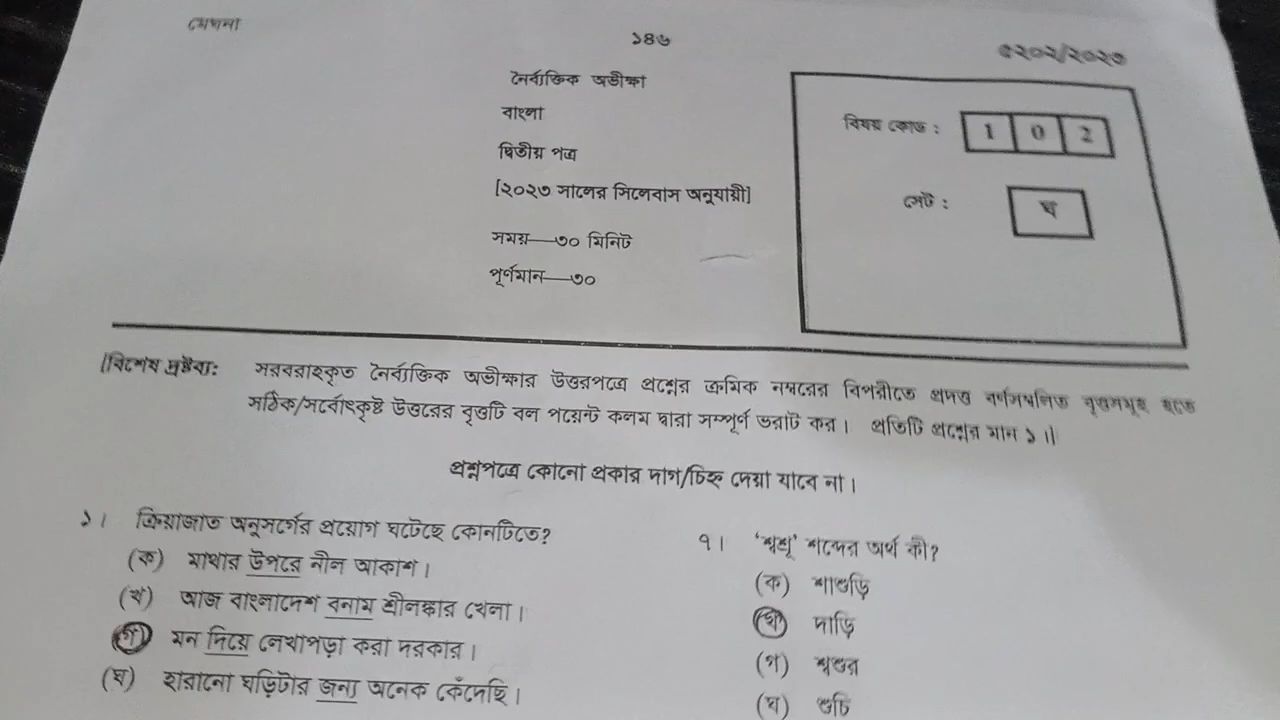 মেঘনা
১৪৬
৫২০২/২০২৩
নৈর্ব্যক্তিক অভীক্ষা
বাংলা
দ্বিতীয় পত্র
[২০২৩ সালের সিলেবাস অনুযায়ী]
সময়—৩০ মিনিট
পূর্ণমান—৩০
বিষয় কোড : 1 0 2
সেট : ঘ
[বিশেষ দ্রষ্টব্য: সরবরাহকৃত নৈর্ব্যক্তিক অভীক্ষার উত্তরপত্রে প্রশ্নের ক্রমিক নম্বরের বিপরীতে প্রদত্ত বর্ণসম্বলিত বৃত্তসমূহ হতে
সঠিক/সর্বোৎকৃষ্ট উত্তরের বৃত্তটি বল পয়েন্ট কলম দ্বারা সম্পূর্ণ ভরাট কর। প্রতিটি প্রশ্নের মান ১।]
প্রশ্নপত্রে কোনো প্রকার দাগ/চিহ্ন দেয়া যাবে না।
১। ক্রিয়াজাত অনুসর্গের প্রয়োগ ঘটেছে কোনটিতে?
(ক) মাথার উপরে নীল আকাশ।
(খ) আজ বাংলাদেশ বনাম শ্রীলঙ্কার খেলা।
(গ) মন দিয়ে লেখাপড়া করা দরকার।
(ঘ) হারানো ঘড়িটার জন্য অনেক কেঁদেছি।
৭। ‘শ্মশ্রু’ শব্দের অর্থ কী?
(ক) শাশুড়ি
(খ) দাড়ি
(গ) শ্বশুর
(ঘ) শুচি